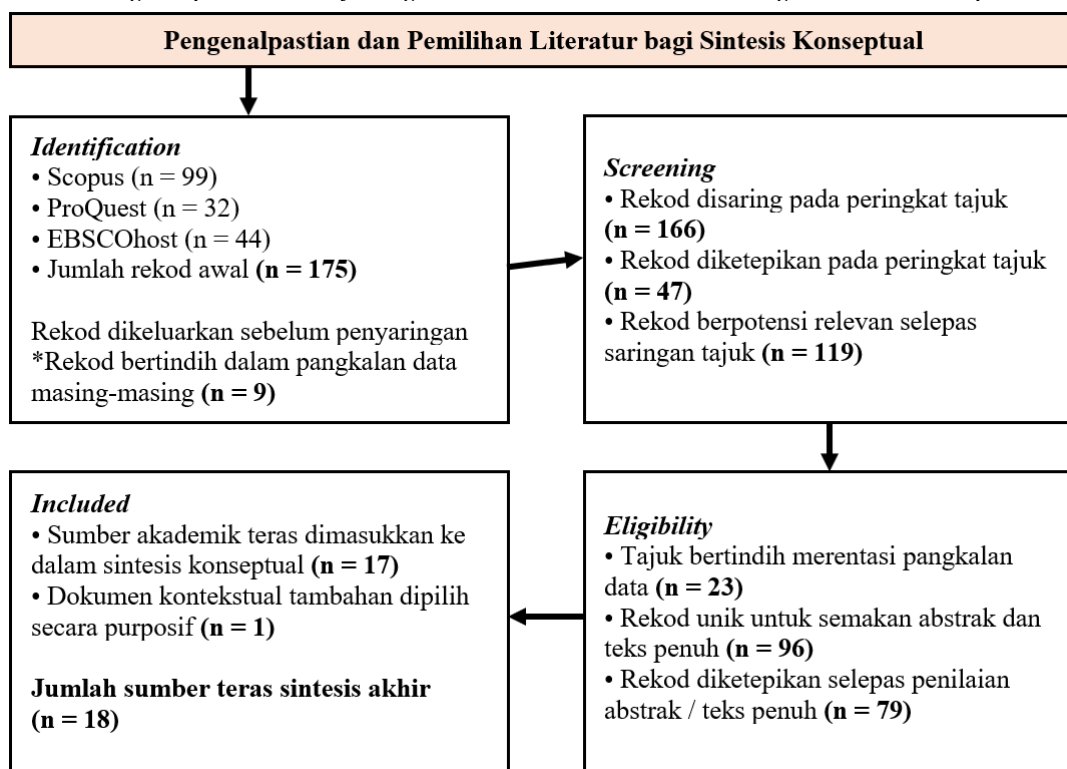 Pengenalpastian dan Pemilihan Literatur bagi Sintesis Konseptual
Identification
• Scopus (n = 99)
• ProQuest (n = 32)
• EBSCOhost (n = 44)
• Jumlah rekod awal (n = 175)
Rekod dikeluarkan sebelum penyaringan
*Rekod bertindih dalam pangkalan data
masing-masing (n = 9)
Screening
• Rekod disaring pada peringkat tajuk
(n = 166)
• Rekod diketepikan pada peringkat tajuk
(n = 47)
• Rekod berpotensi relevan selepas
saringan tajuk (n = 119)
Eligibility
• Tajuk bertindih merentasi pangkalan
data (n = 23)
• Rekod unik untuk semakan abstrak dan
teks penuh (n = 96)
• Rekod diketepikan selepas penilaian
abstrak / teks penuh (n = 79)
Included
• Sumber akademik teras dimasukkan ke
dalam sintesis konseptual (n = 17)
• Dokumen kontekstual tambahan dipilih
secara purposif (n = 1)
Jumlah sumber teras sintesis akhir
(n = 18)